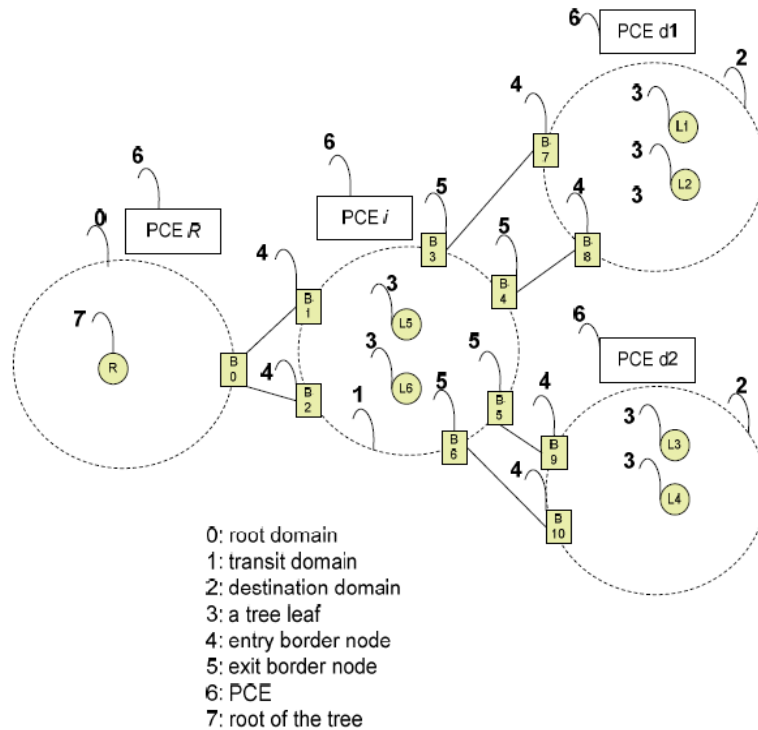 6
PCE d1
2
4
3
L1
6
6
B
7
3
L2
5
3
4
PCE R
PCE i
0
B
3
5
B
8
4
B
4
7
B
1
3
L5
6
R
B
0
3
5
PCE d2
4
B
2
L6
5
4
2
1
B
5
3
L3
B
6
B
9
3
4
L4
B
10
0: root domain
1: transit domain
2: destination domain
3: a tree leaf
4: entry border node
5: exit border node
6: PCE
7: root of the tree